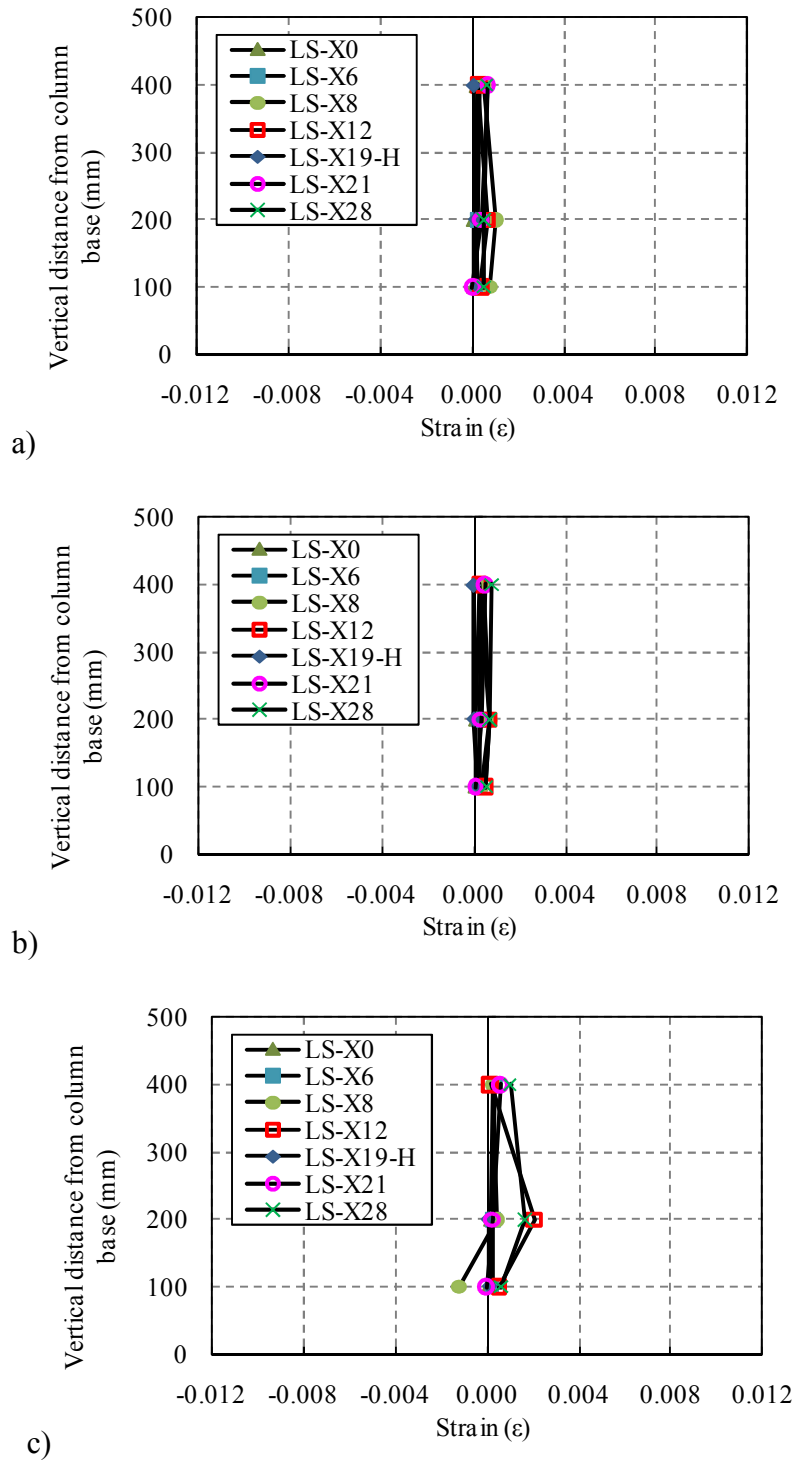 500
400
300
200
100
0
Vertical distance from column
base (mm)
LS-X0
LS-X6
LS-X8
LS-X12
LS-X19-H
LS-X21
LS-X28
-0.012 -0.008 -0.004 0.000 0.004 0.008 0.012
Strain (ε)
a)
500
400
300
200
100
0
Vertical distance from column
base (mm)
LS-X0
LS-X6
LS-X8
LS-X12
LS-X19-H
LS-X21
LS-X28
-0.012 -0.008 -0.004 0.000 0.004 0.008 0.012
Strain (ε)
b)
500
400
300
200
100
0
Vertical distance from column
base (mm)
LS-X0
LS-X6
LS-X8
LS-X12
LS-X19-H
LS-X21
LS-X28
-0.012 -0.008 -0.004 0.000 0.004 0.008 0.012
Strain (ε)
c)